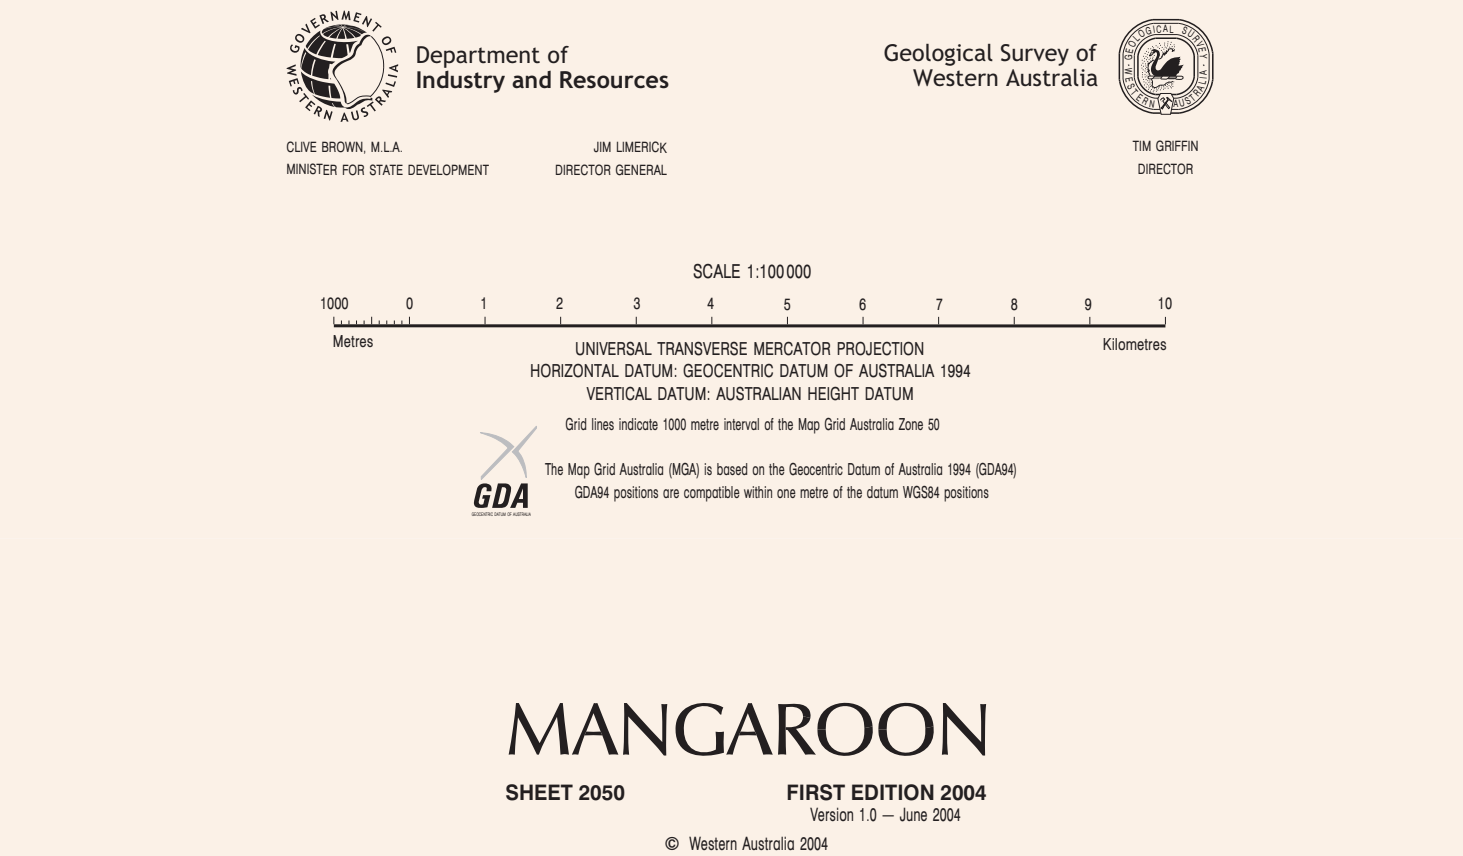 GOVERNMENT OF
WESTERN AUSTRALIA
Department of
Industry and Resources
Geological Survey of
Western Australia
GEOLOGICAL SURVEY
WESTERN AUSTRALIA
CLIVE BROWN, M.L.A.
MINISTER FOR STATE DEVELOPMENT
JIM LIMERICK
DIRECTOR GENERAL
TIM GRIFFIN
DIRECTOR
SCALE 1:100 000
1000 0 1 2 3 4 5 6 7 8 9 10
Metres
Kilometres
UNIVERSAL TRANSVERSE MERCATOR PROJECTION
HORIZONTAL DATUM: GEOCENTRIC DATUM OF AUSTRALIA 1994
VERTICAL DATUM: AUSTRALIAN HEIGHT DATUM
Grid lines indicate 1000 metre interval of the Map Grid Australia Zone 50
The Map Grid Australia (MGA) is based on the Geocentric Datum of Australia 1994 (GDA94)
GDA94 positions are compatible within one metre of the datum WGS84 positions
GDA
GEOCENTRIC DATUM OF AUSTRALIA
MANGAROON
SHEET 2050
FIRST EDITION 2004
Version 1.0 — June 2004
© Western Australia 2004